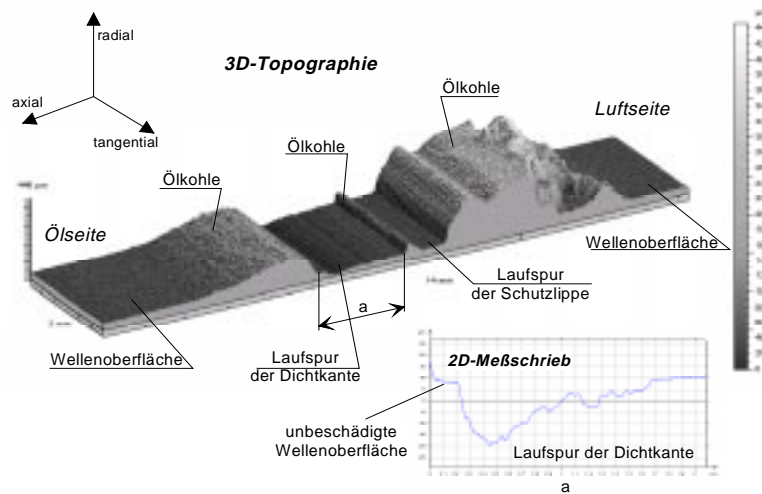 radial
3D-Topographie
axial
tangential
Ölkohle
Luftseite
Ölkohle
Ölkohle
Ölseite
Wellenoberfläche
Laufspur
der Schutzlippe
a
Wellenoberfläche
Laufspur
der Dichtkante
2D-Meßschrieb
unbeschädigte
Wellenoberfläche
Laufspur der Dichtkante
a